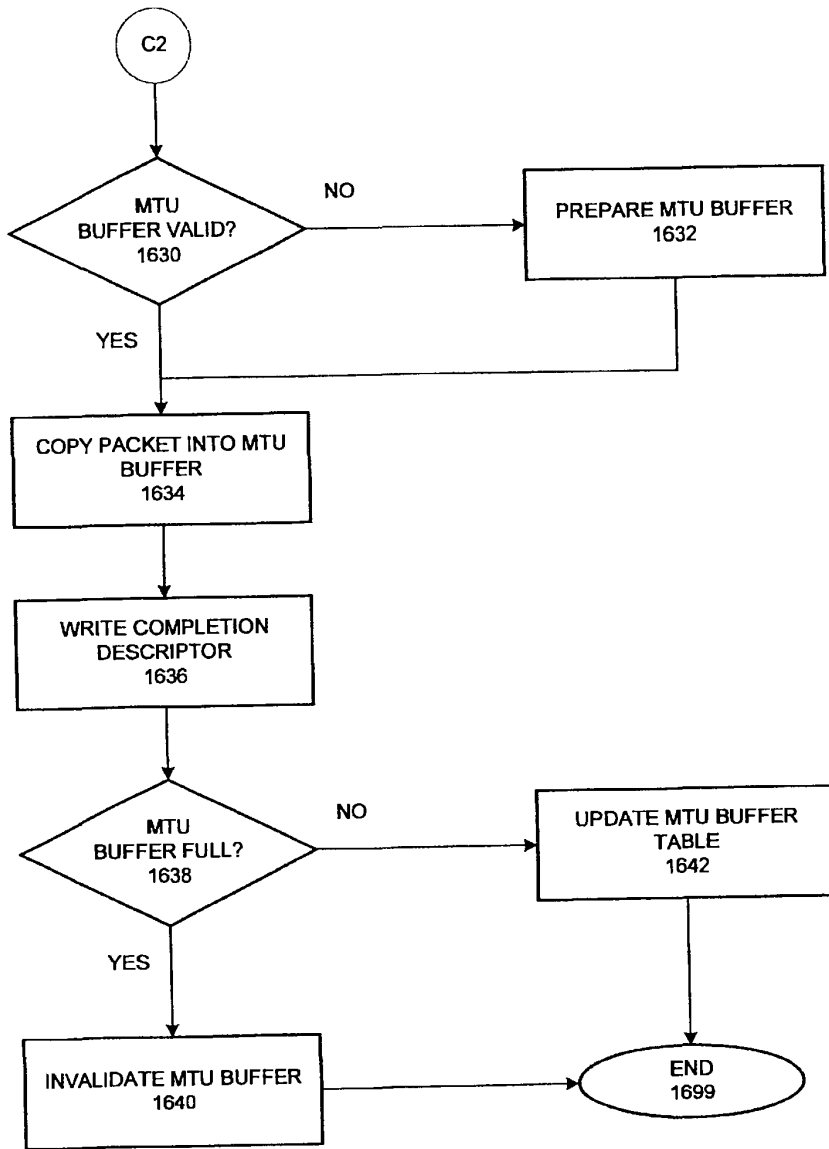 C2
MTU
BUFFER VALID?
1630
NO
PREPARE MTU BUFFER
1632
YES
COPY PACKET INTO MTU
BUFFER
1634
WRITE COMPLETION
DESCRIPTOR
1636
MTU
BUFFER FULL?
1638
NO
UPDATE MTU BUFFER
TABLE
1642
YES
INVALIDATE MTU BUFFER
1640
END
1699